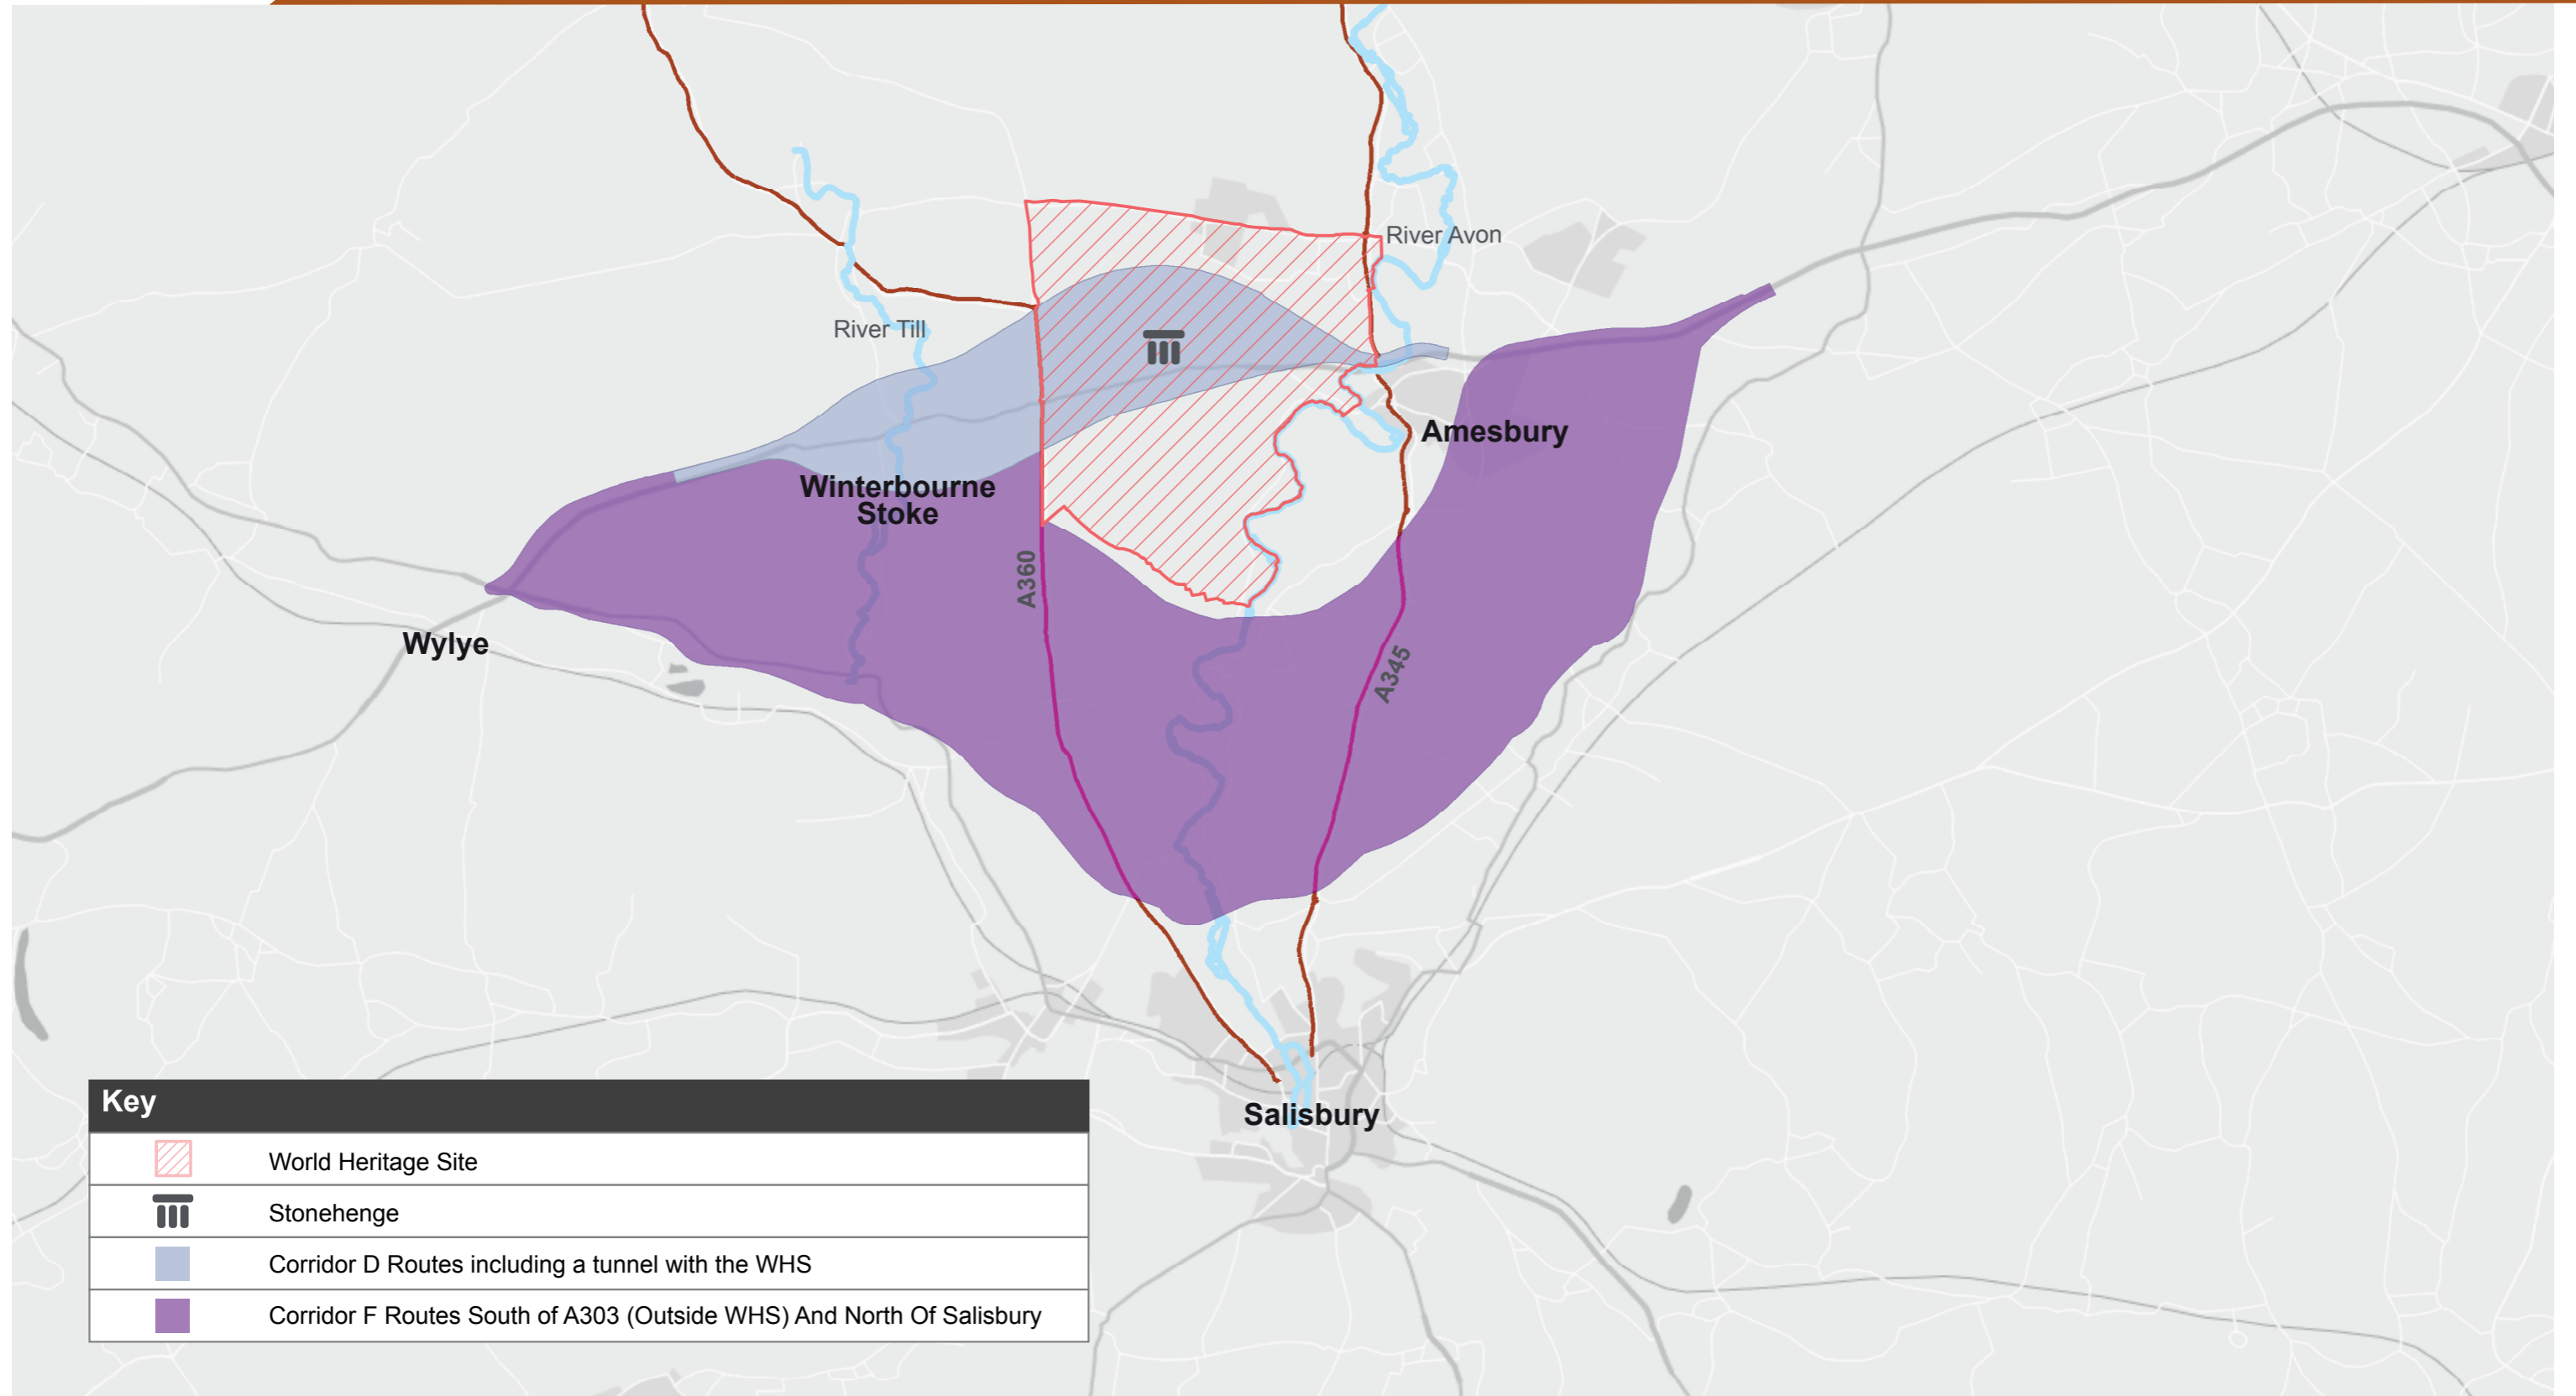 River Avon
River Till
Amesbury
Winterbourne
Stoke
A360
Wylye
A345
Salisbury
Key
World Heritage Site
Stonehenge
Corridor D Routes including a tunnel with the WHS
Corridor F Routes South of A303 (Outside WHS) And North Of Salisbury